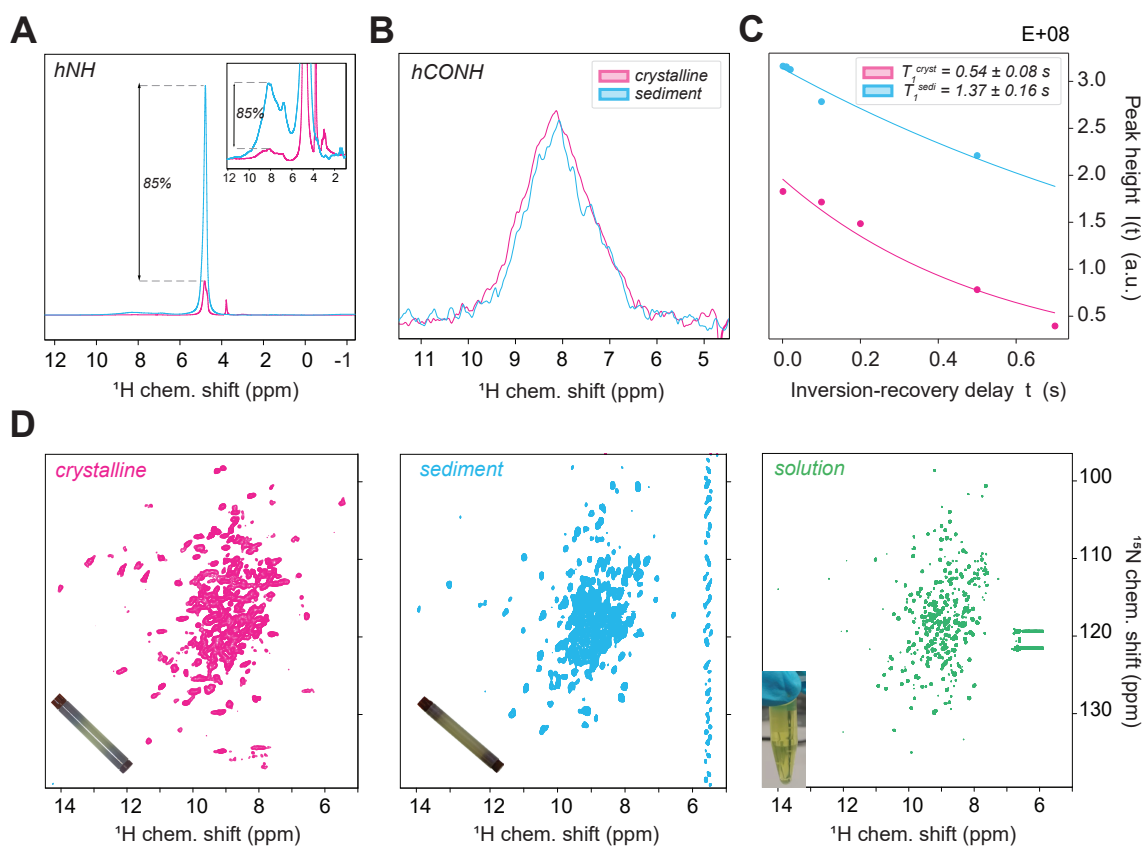 A
hNH
85%
85%
12 10 8 6 4 2
12 10 8 6 4 2 0 -1
¹H chem. shift (ppm)
B
hCONH
crystalline
sediment
11 10 9 8 7 6 5
¹H chem. shift (ppm)
C
E+08
T₁ᶜʳʸˢᵗ = 0.54 ± 0.08 s
T₁ˢᵉᵈⁱ = 1.37 ± 0.16 s
3.0
2.5
2.0
1.5
1.0
0.5
Peak height I(t) (a.u.)
0.0 0.2 0.4 0.6
Inversion-recovery delay t (s)
D
crystalline
14 12 10 8 6
¹H chem. shift (ppm)
sediment
14 12 10 8 6
¹H chem. shift (ppm)
solution
14 12 10 8 6
¹H chem. shift (ppm)
100
110
120
130
¹⁵N chem. shift (ppm)